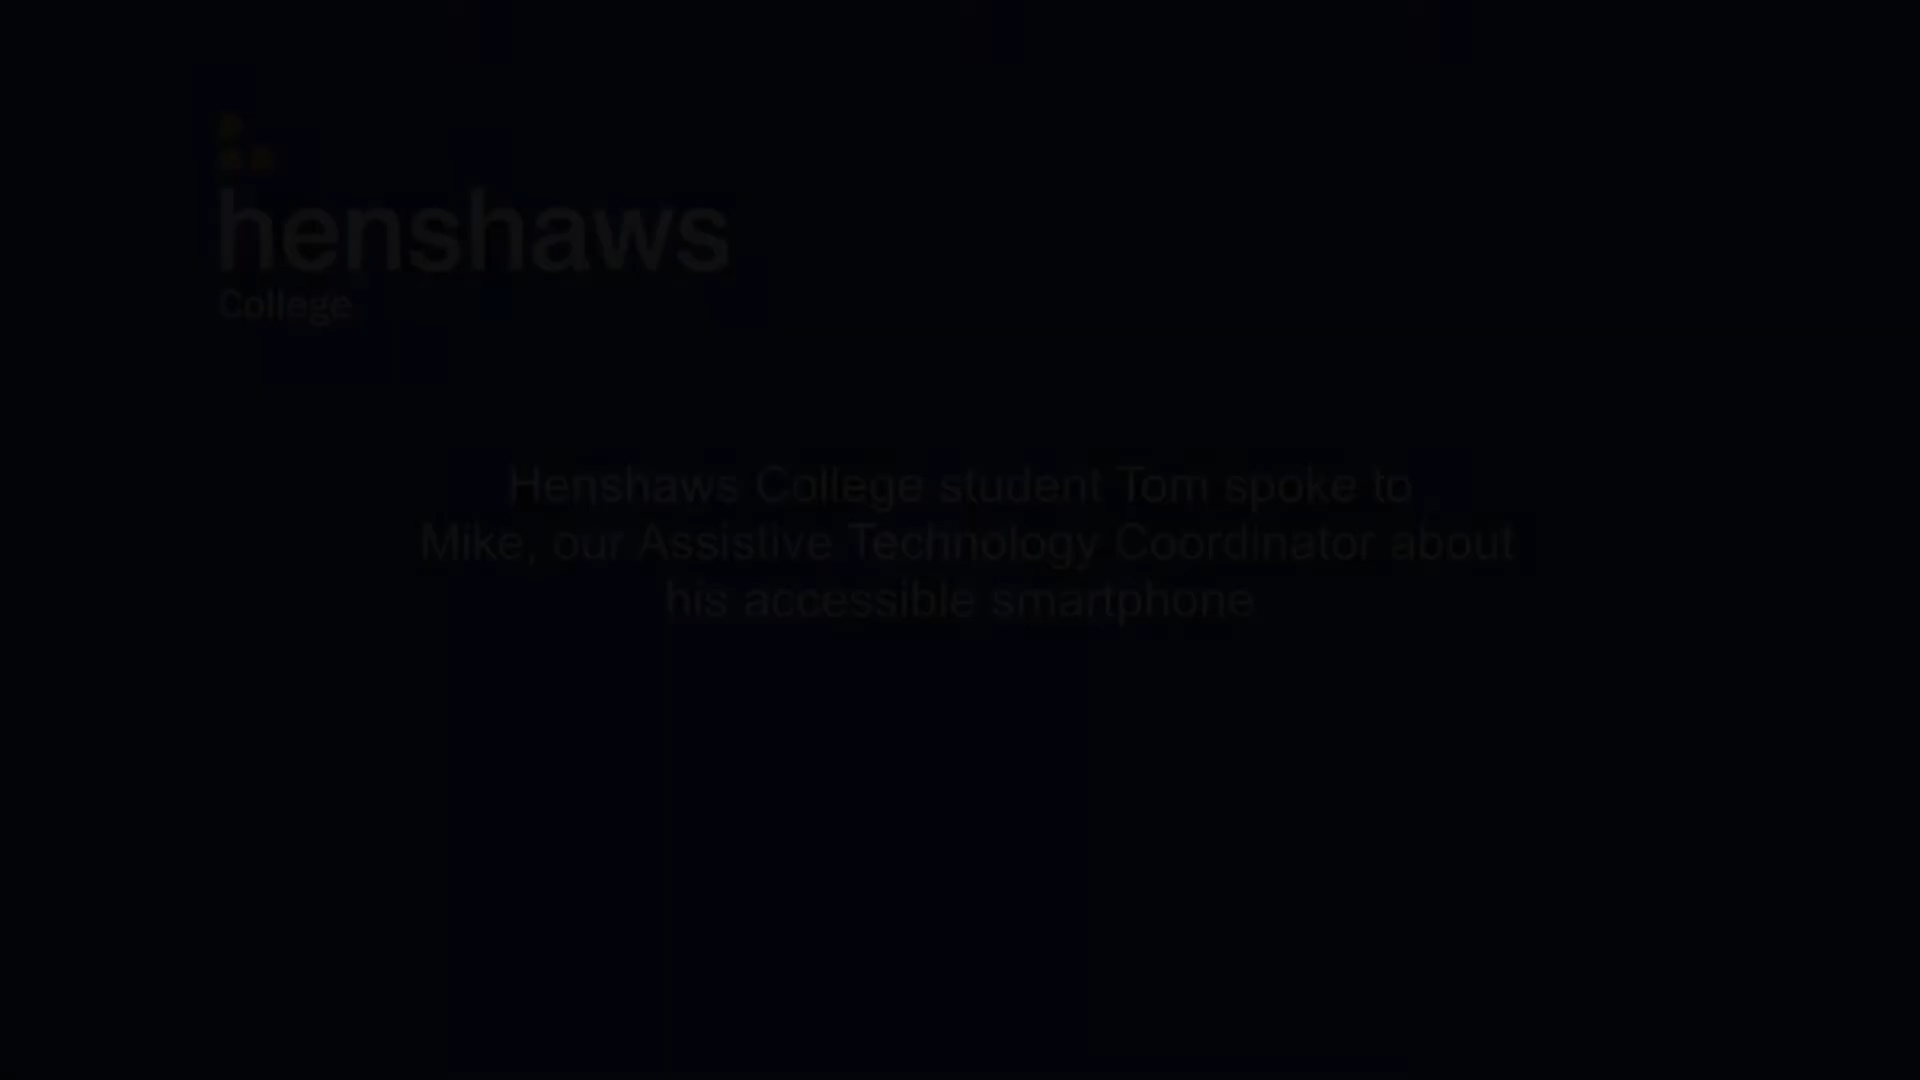 henshaws
College
Henshaws College student Tom spoke to
Mike, our Assistive Technology Coordinator about
his accessible smartphone